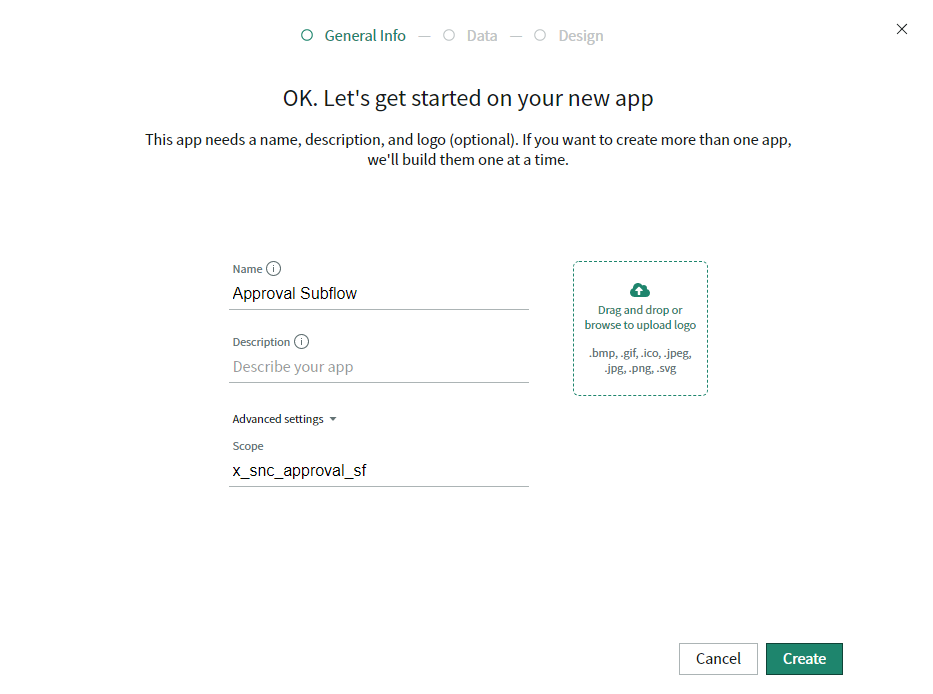 General Info — Data — Design
OK. Let's get started on your new app
This app needs a name, description, and logo (optional). If you want to create more than one app,
we'll build them one at a time.
Name
Approval Subflow
Description
Describe your app
Advanced settings
Scope
x_snc_approval_sf
Drag and drop or
browse to upload logo
.bmp, .gif, .ico, .jpeg,
.jpg, .png, .svg
Cancel
Create